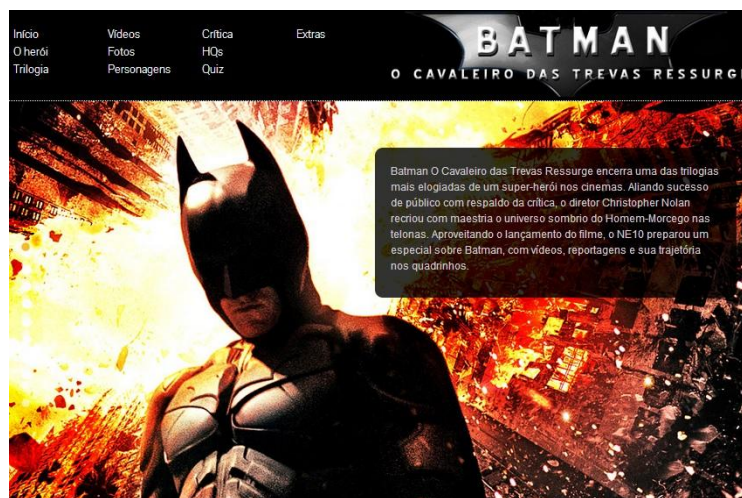 Início
O herói
Trilogia
Vídeos
Fotos
Personagens
Crítica
HQs
Quiz
Extras
BATMAN
O CAVALEIRO DAS TREVAS RESSURGE
Batman O Cavaleiro das Trevas Ressurge encerra uma das trilogias
mais elogiadas de um super-herói nos cinemas. Aliando sucesso
de público com respaldo da crítica, o diretor Christopher Nolan
recriou com maestria o universo sombrio do Homem-Morcego nas
telonas. Aproveitando o lançamento do filme, o NE10 preparou um
especial sobre Batman, com vídeos, reportagens e sua trajetória
nos quadrinhos.